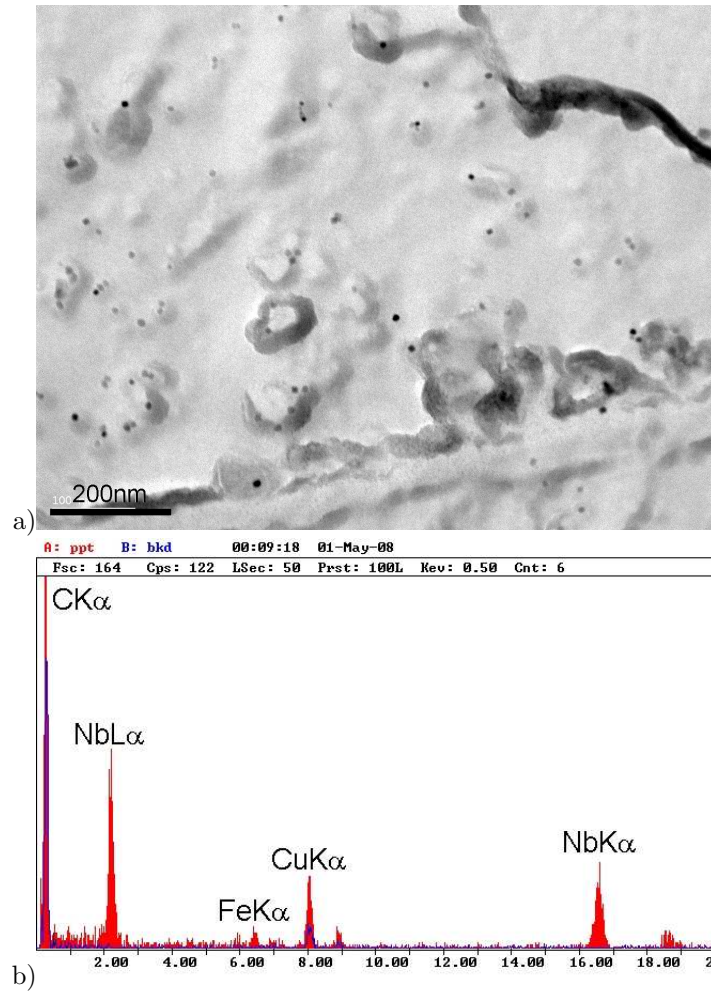 100
200nm
a)
A: ppt B: bkd 00:09:18 01-May-08
Fsc: 164 Cps: 122 LSec: 50 Prst: 100L Kev: 0.50 Cnt: 6
CKα
NbLα
NbKα
CuKα
FeKα
2.00 4.00 6.00 8.00 10.00 12.00 14.00 16.00 18.00 2
b)